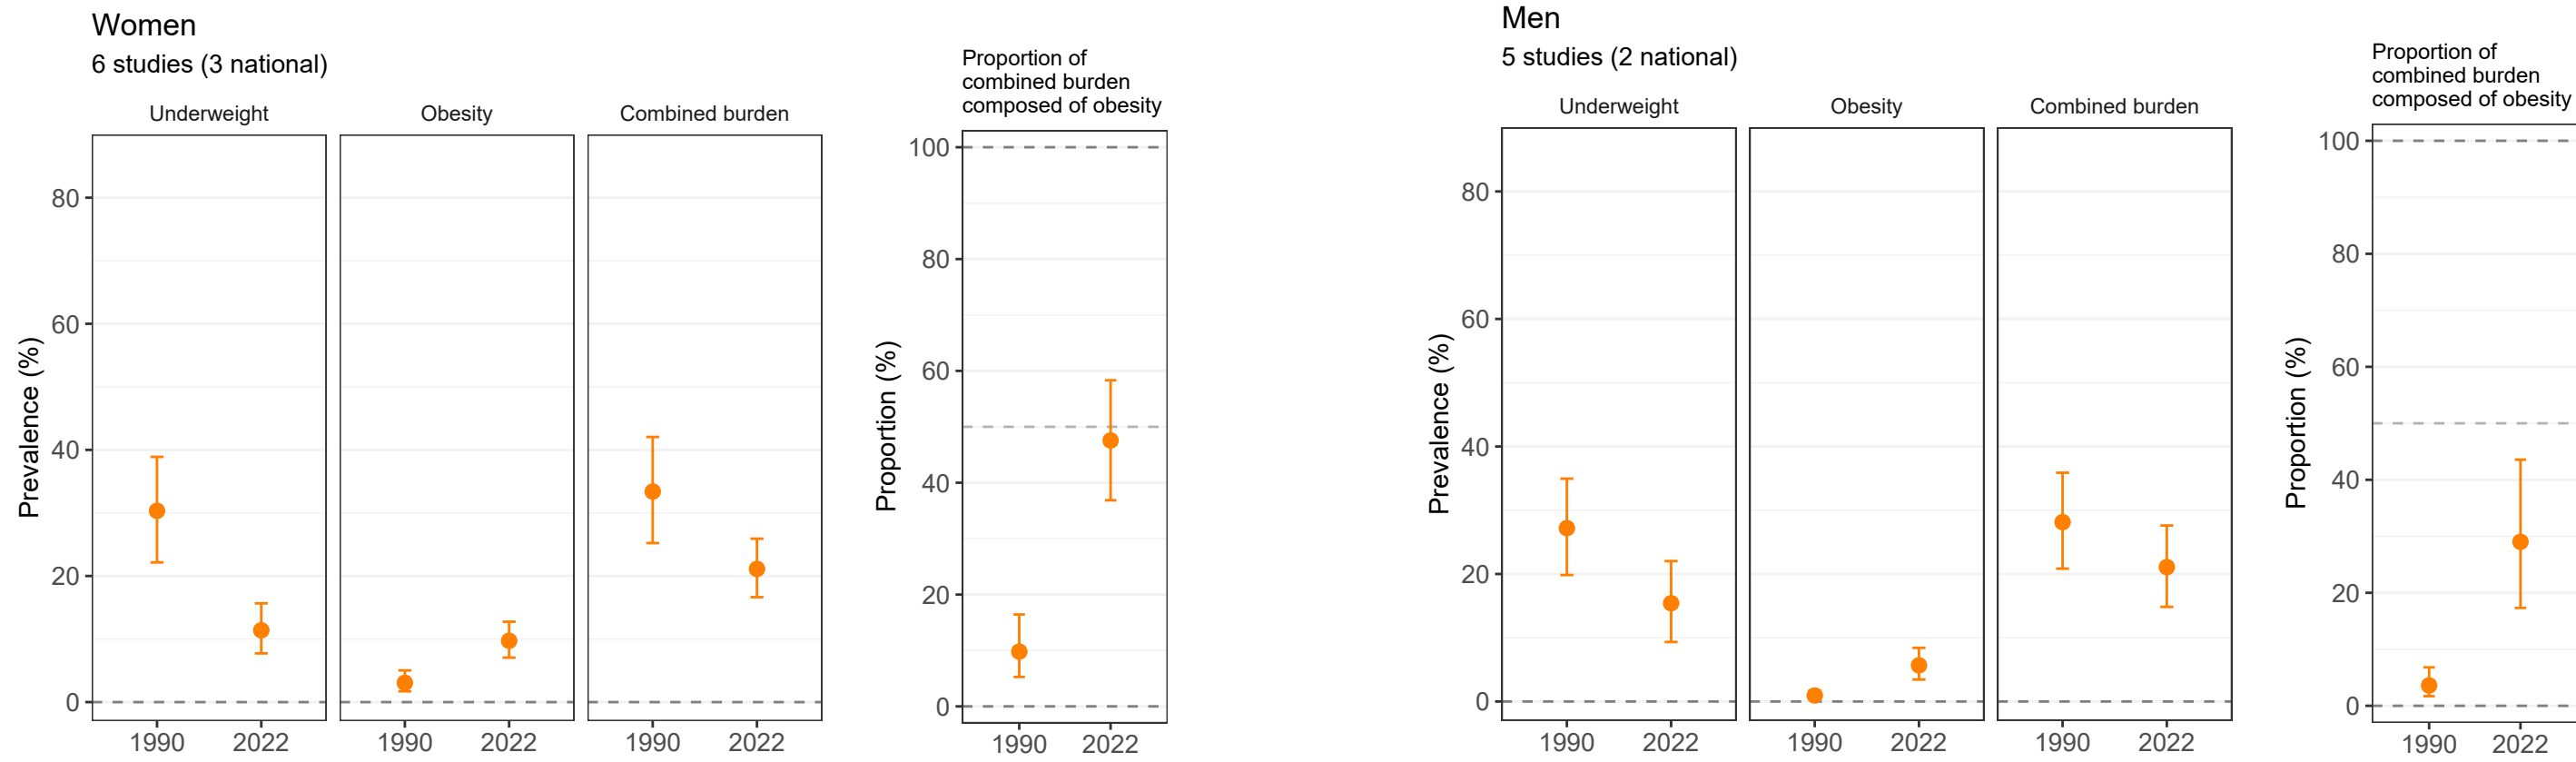 Women
6 studies (3 national)
Underweight
Obesity
Combined burden
Prevalence (%)
80
60
40
20
0
1990 2022
1990 2022
1990 2022
Proportion of
combined burden
composed of obesity
Proportion (%)
100
80
60
40
20
0
1990 2022
Men
5 studies (2 national)
Underweight
Obesity
Combined burden
Prevalence (%)
80
60
40
20
0
1990 2022
1990 2022
1990 2022
Proportion of
combined burden
composed of obesity
Proportion (%)
100
80
60
40
20
0
1990 2022